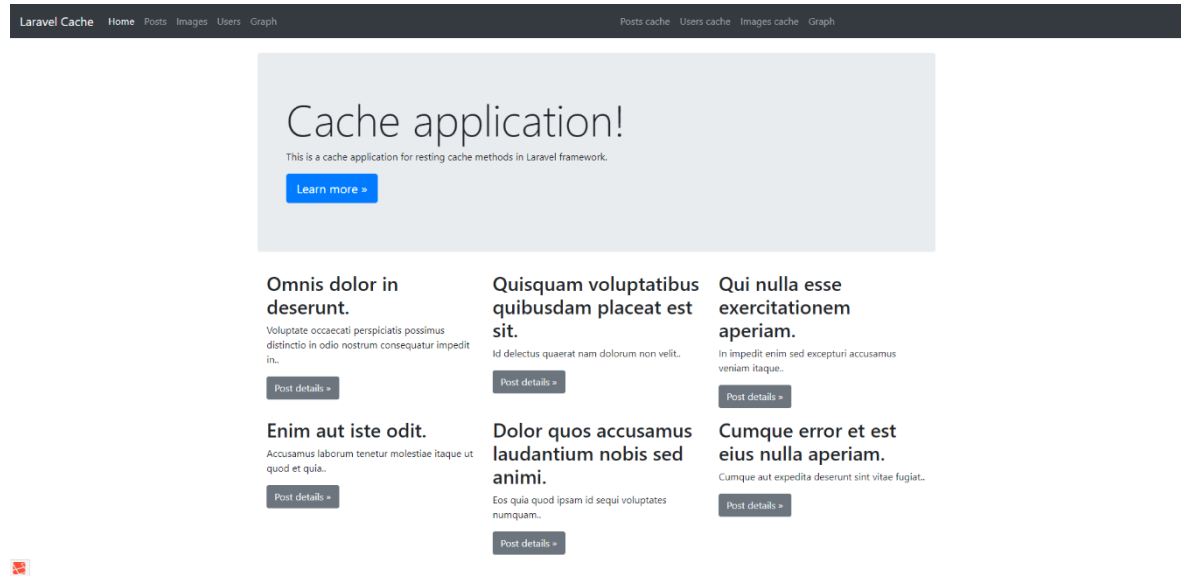 Laravel Cache Home Posts Images Users Graph Posts cache Users cache Images cache Graph
Cache application!
This is a cache application for resting cache methods in Laravel framework.
Learn more »
Omnis dolor in
deserunt.
Voluptate occaecati perspiciatis possimus
distinctio in odio nostrum consequatur impedit
in..
Post details »
Quisquam voluptatibus
quibusdam placeat est
sit.
Id delectus quaerat nam dolorum non velit..
Post details »
Qui nulla esse
exercitationem
aperiam.
In impedit enim sed excepturi accusamus
veniam itaque..
Post details »
Enim aut iste odit.
Accusamus laborum tenetur molestiae itaque ut
quod et quia..
Post details »
Dolor quos accusamus
laudantium nobis sed
animi.
Eos quia quod ipsam id sequi voluptates
numquam..
Post details »
Cumque error et est
eius nulla aperiam.
Cumque aut expedita deserunt sint vitae fugiat..
Post details »